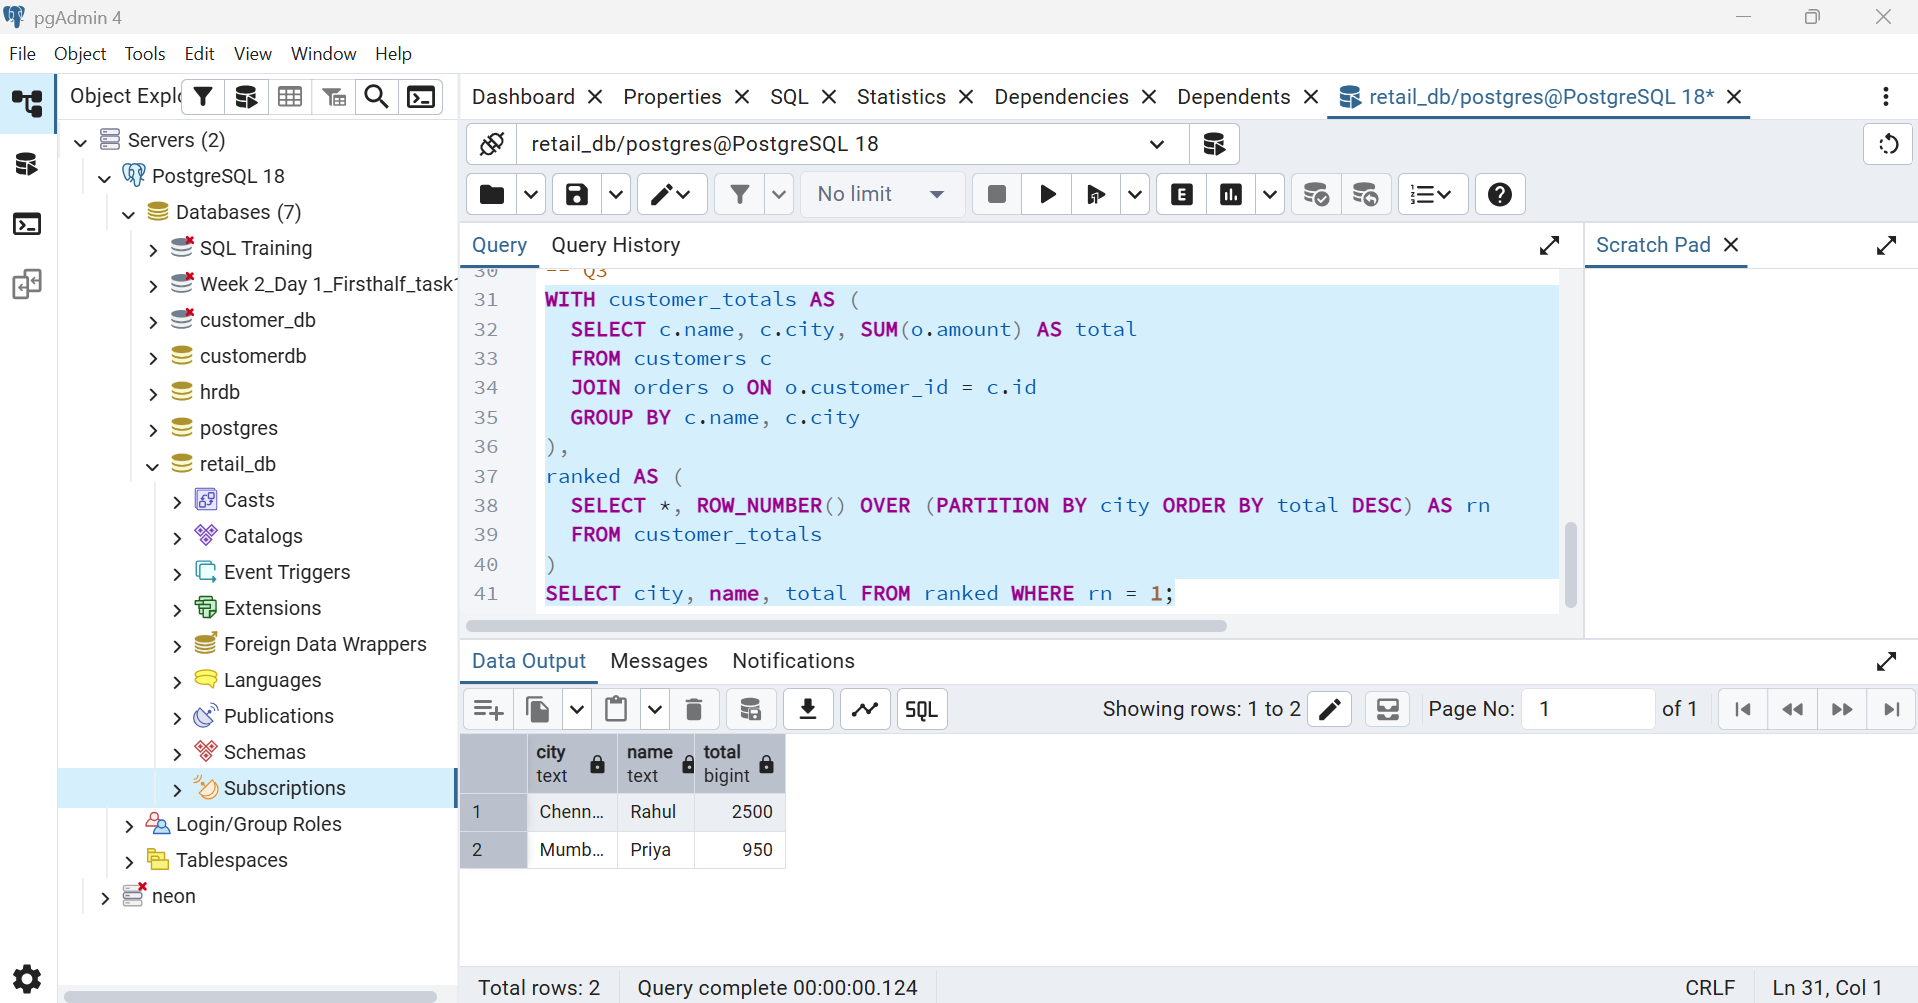 pgAdmin 4
File Object Tools Edit View Window Help
Object Explo
Dashboard Properties SQL Statistics Dependencies Dependents retail_db/postgres@PostgreSQL 18*
Servers (2)
PostgreSQL 18
Databases (7)
SQL Training
Week 2_Day 1_Firsthalf_task1
customer_db
customerdb
hrdb
postgres
retail_db
Casts
Catalogs
Event Triggers
Extensions
Foreign Data Wrappers
Languages
Publications
Schemas
Subscriptions
Login/Group Roles
Tablespaces
neon
retail_db/postgres@PostgreSQL 18
No limit
E
Query Query History
Scratch Pad
30 -- Q3
31 WITH customer_totals AS (
32 SELECT c.name, c.city, SUM(o.amount) AS total
33 FROM customers c
34 JOIN orders o ON o.customer_id = c.id
35 GROUP BY c.name, c.city
36 ),
37 ranked AS (
38 SELECT *, ROW_NUMBER() OVER (PARTITION BY city ORDER BY total DESC) AS rn
39 FROM customer_totals
40 )
41 SELECT city, name, total FROM ranked WHERE rn = 1;
Data Output Messages Notifications
SQL Showing rows: 1 to 2 Page No: 1 of 1
city name total
text text bigint
1 Chenn... Rahul 2500
2 Mumb... Priya 950
Total rows: 2 Query complete 00:00:00.124 CRLF Ln 31, Col 1